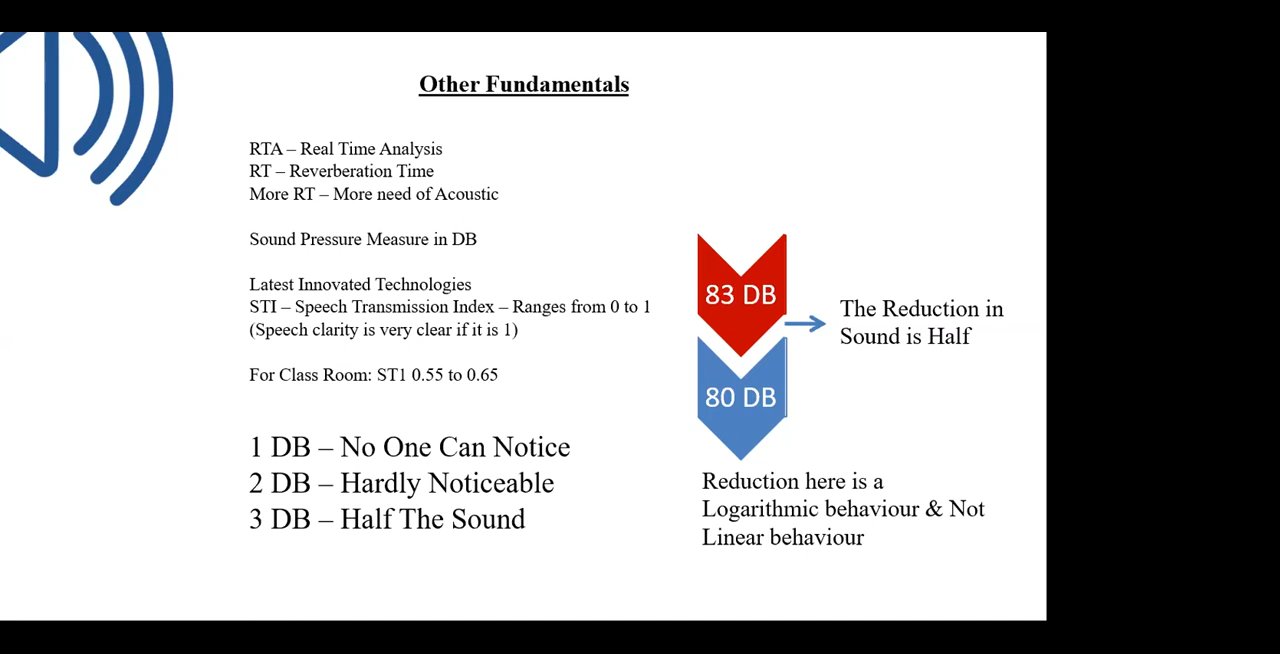 Other Fundamentals
RTA – Real Time Analysis
RT – Reverberation Time
More RT – More need of Acoustic
Sound Pressure Measure in DB
Latest Innovated Technologies
STI – Speech Transmission Index – Ranges from 0 to 1
(Speech clarity is very clear if it is 1)
For Class Room: ST1 0.55 to 0.65
1 DB – No One Can Notice
2 DB – Hardly Noticeable
3 DB – Half The Sound
83 DB
The Reduction in
Sound is Half
80 DB
Reduction here is a
Logarithmic behaviour & Not
Linear behaviour